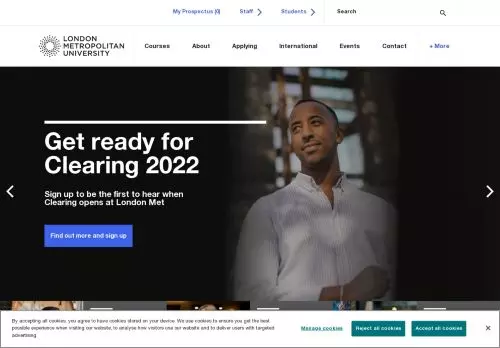 My Prospectus (0)
Staff
Students
Search
LONDON
METROPOLITAN
UNIVERSITY
Courses
About
Applying
International
Events
Contact
+ More
Get ready for
Clearing 2022
Sign up to be the first to hear when
Clearing opens at London Met
Find out more and sign up
By accepting all cookies, you agree to have cookies stored on your device. We use cookies to ensure you get the best
possible experience when visiting our website, to analyse how visitors use our website and to deliver users with targeted
advertising
Manage cookies
Reject all cookies
Accept all cookies